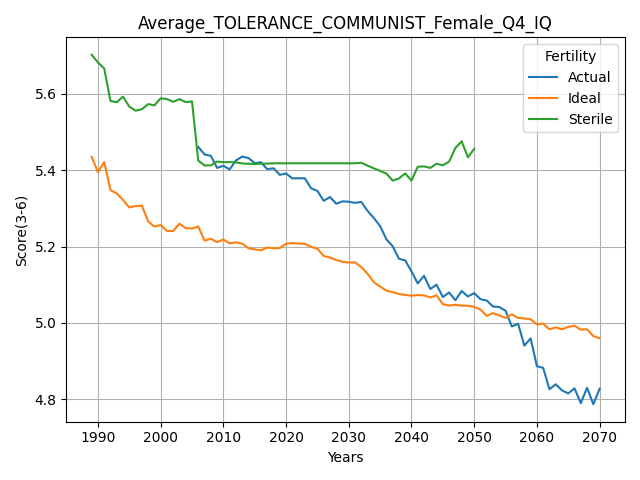 Average_TOLERANCE_COMMUNIST_Female_Q4_IQ
Fertility
Actual
Ideal
Sterile
Score(3-6)
5.6
5.4
5.2
5.0
4.8
1990 2000 2010 2020 2030 2040 2050 2060 2070
Years